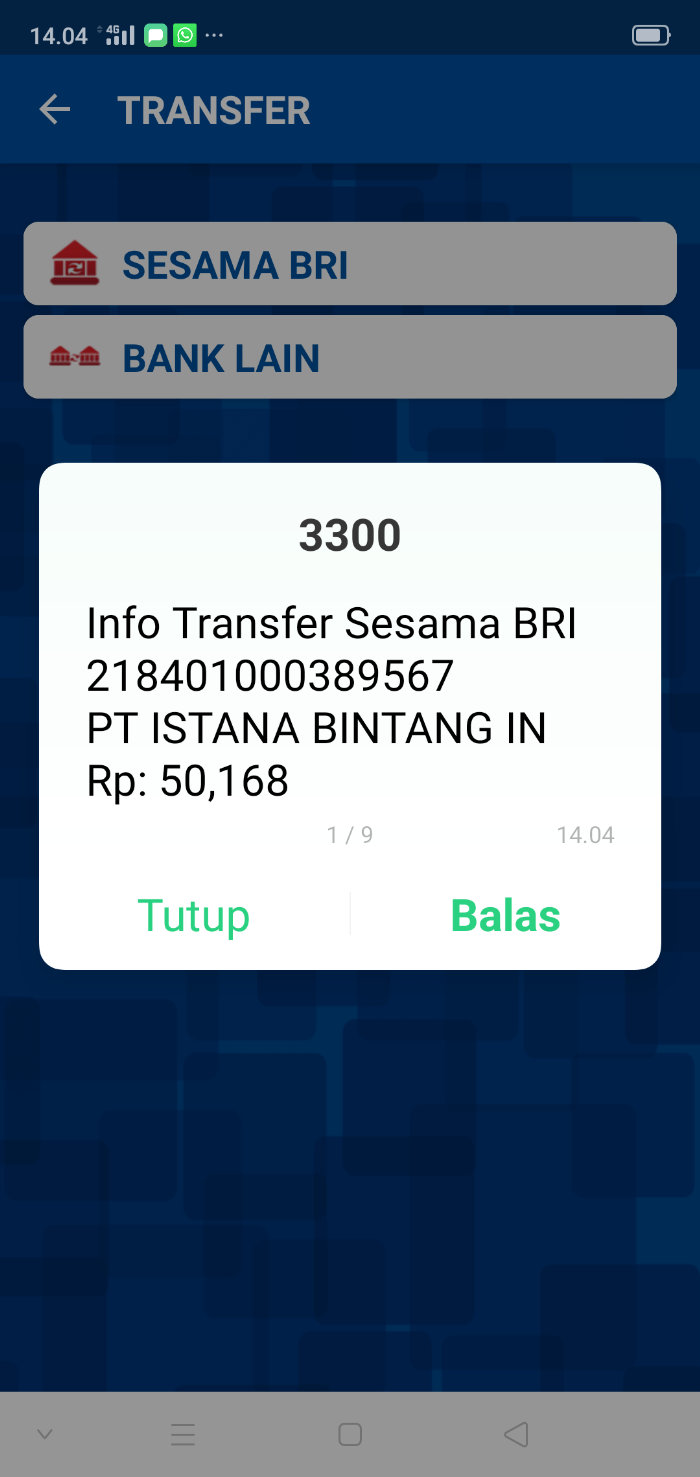 14.04 4G ...
TRANSFER
SESAMA BRI
BANK LAIN
3300
Info Transfer Sesama BRI
218401000389567
PT ISTANA BINTANG IN
Rp: 50,168
1 / 9 14.04
Tutup Balas